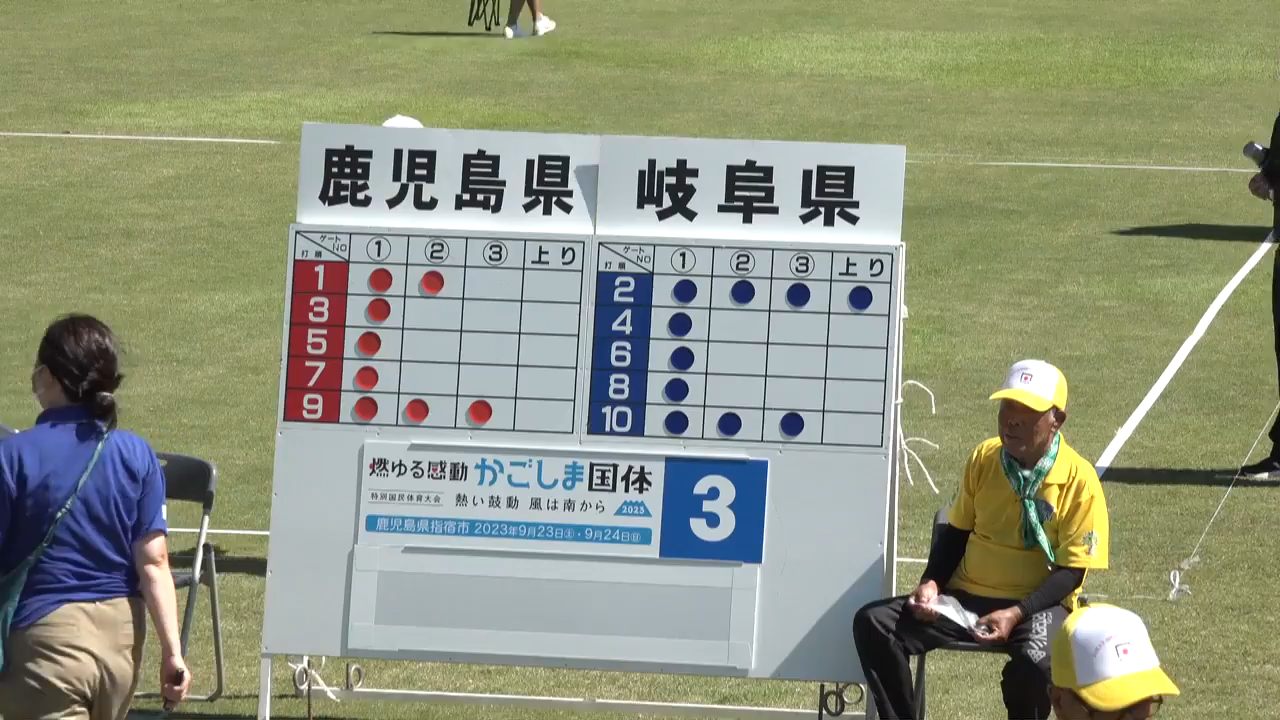 鹿児島県
岐阜県
ゲートNO
打順
① ② ③ 上り
1
3
5
7
9
ゲートNO
打順
① ② ③ 上り
2
4
6
8
10
燃ゆる感動 かごしま国体
特別国民体育大会
熱い鼓動 風は南から
2023
鹿児島県指宿市 2023年9月23日㊏・9月24日㊐
3